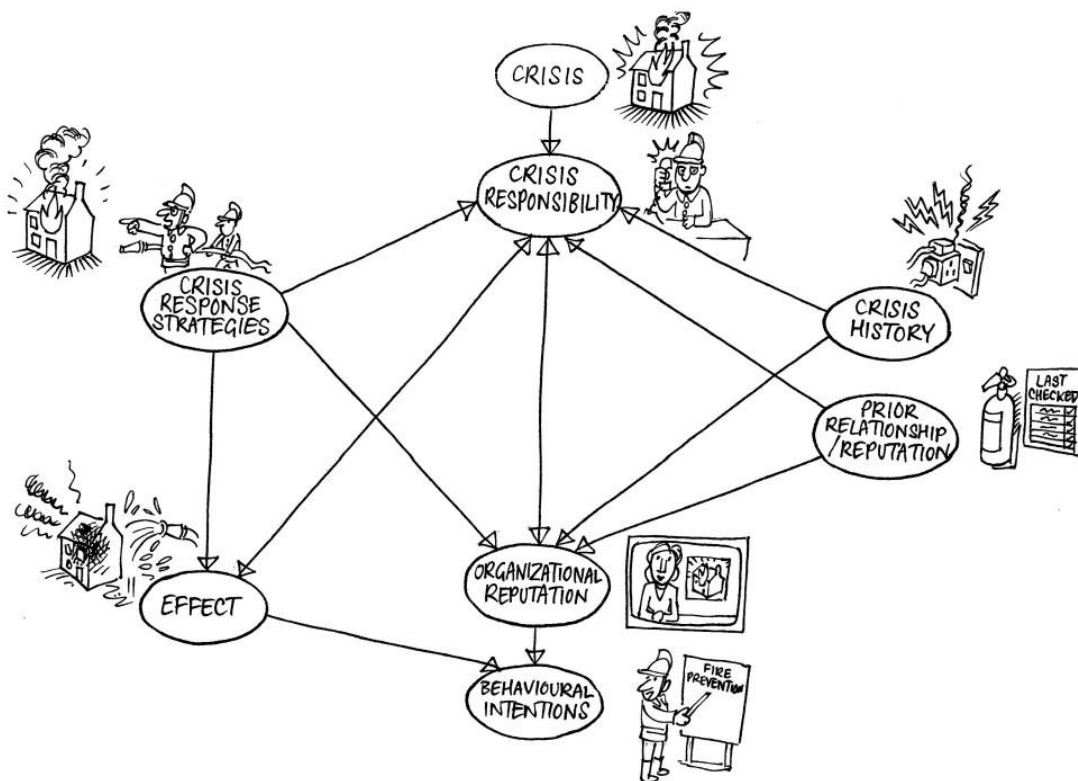 CRISIS
CRISIS
RESPONSIBILITY
CRISIS
RESPONSE
STRATEGIES
CRISIS
HISTORY
LAST
CHECKED
PRIOR
RELATIONSHIP
/REPUTATION
ORGANIZATIONAL
REPUTATION
EFFECT
FIRE
PREVENTION
BEHAVIOURAL
INTENTIONS